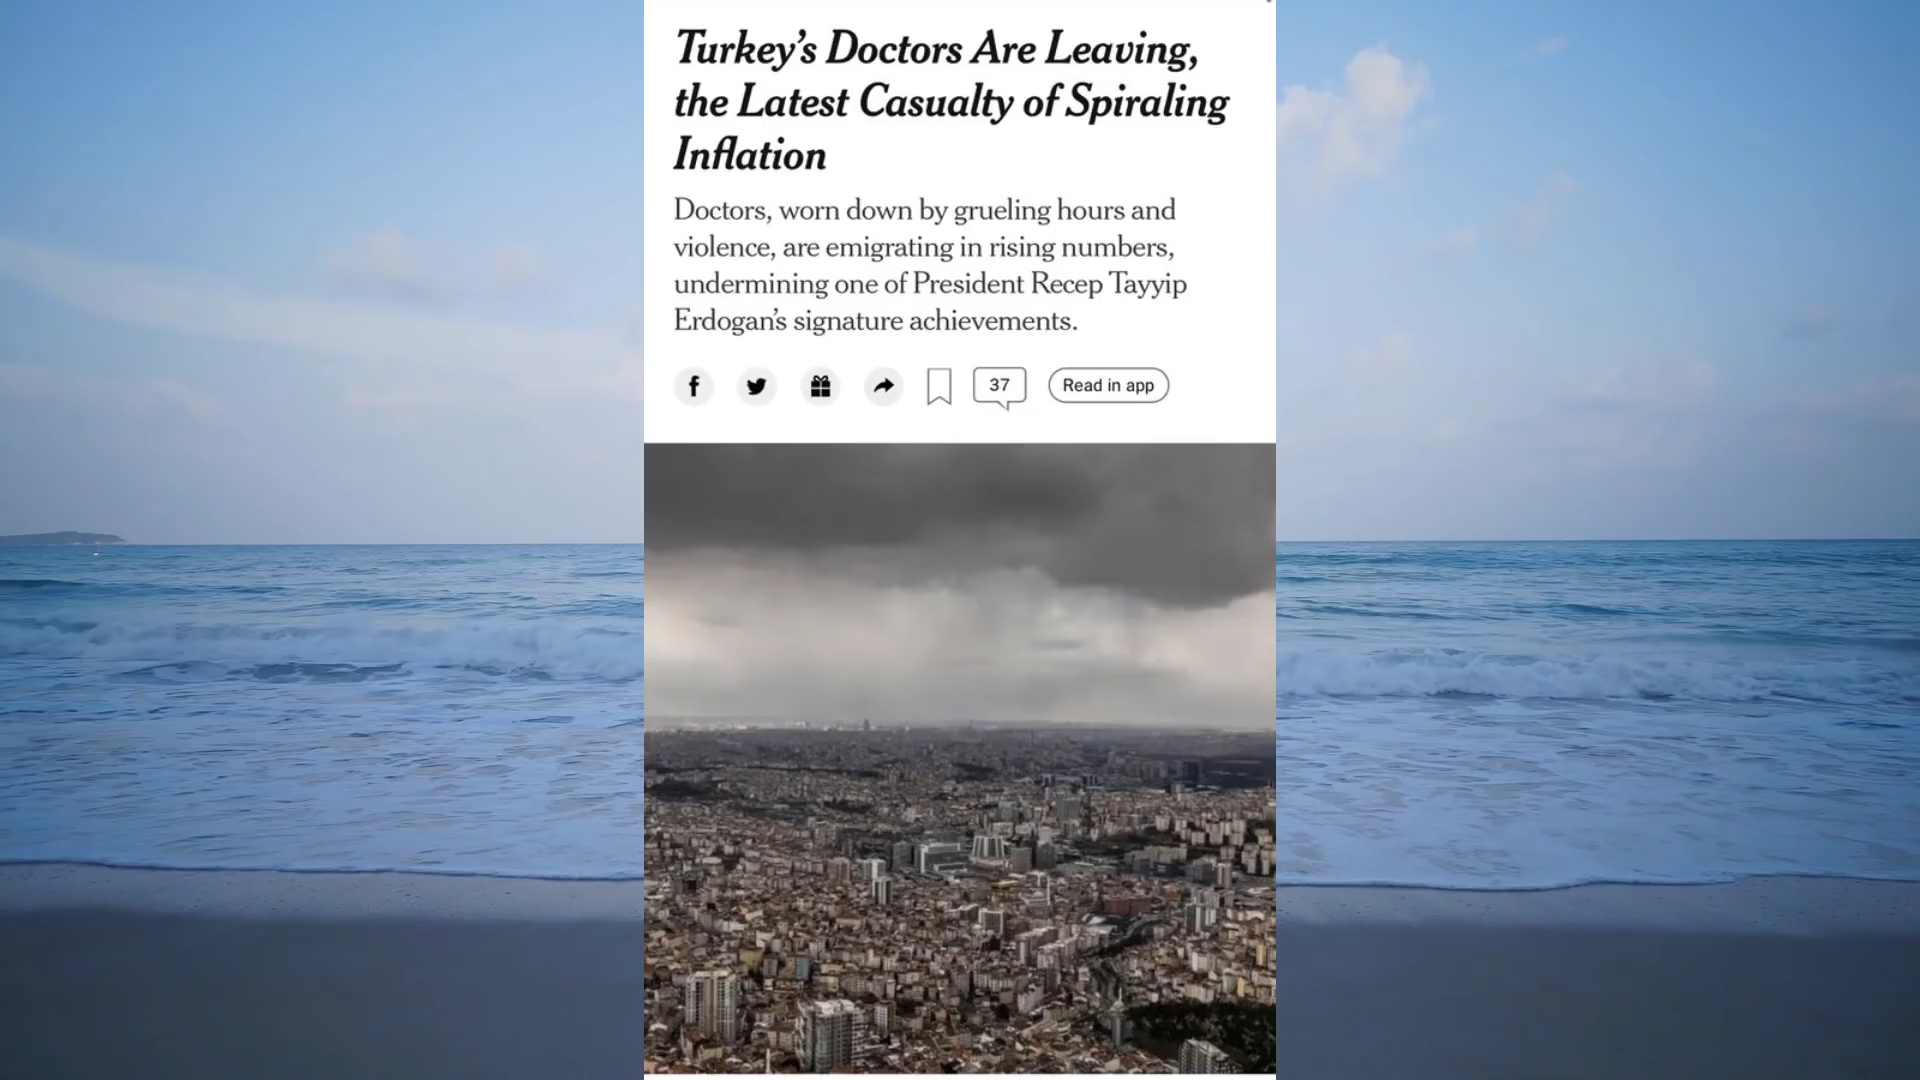 Turkey’s Doctors Are Leaving,
the Latest Casualty of Spiraling
Inflation
Doctors, worn down by grueling hours and
violence, are emigrating in rising numbers,
undermining one of President Recep Tayyip
Erdogan’s signature achievements.
37 Read in app